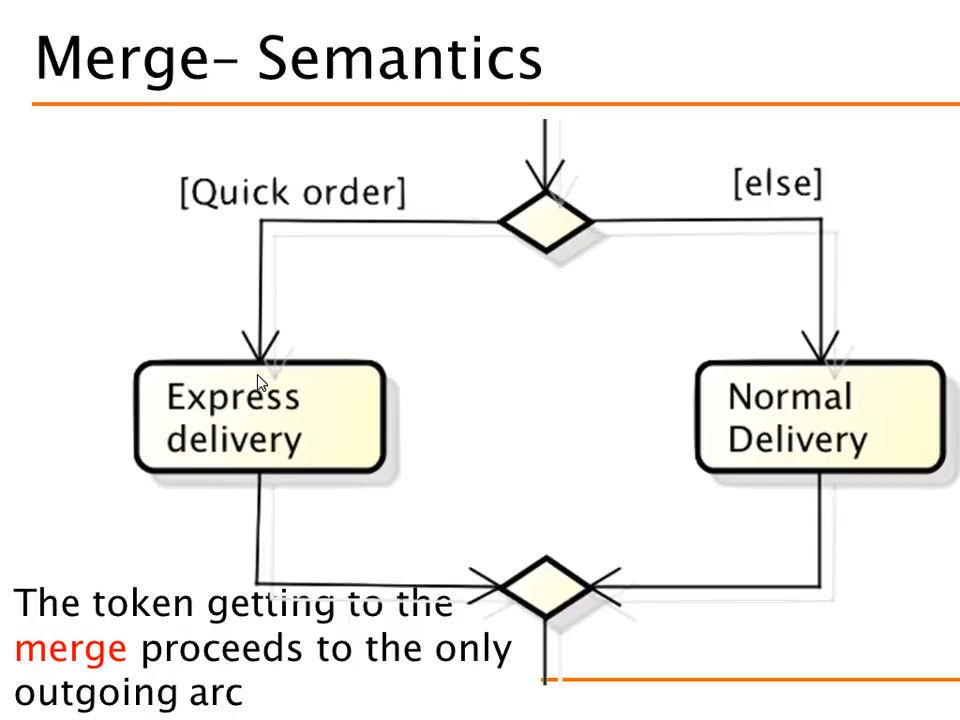 Merge– Semantics
[Quick order]
[else]
Express
delivery
Normal
Delivery
The token getting to the
merge proceeds to the only
outgoing arc